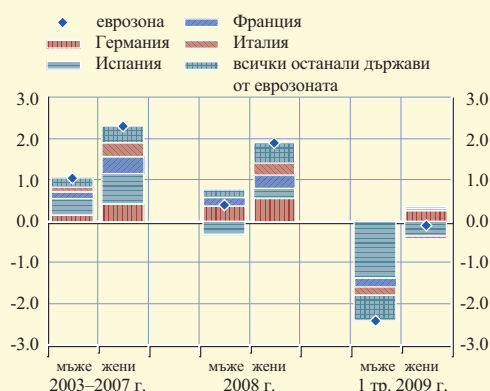 еврозона Франция
Германия Италия
Испания всички останали държави
от еврозоната
3.0 3.0
2.0 2.0
1.0 1.0
0.0 0.0
-1.0 -1.0
-2.0 -2.0
-3.0 -3.0
мъже жени мъже жени мъже жени
2003–2007 г. 2008 г. 1 тр. 2009 г.